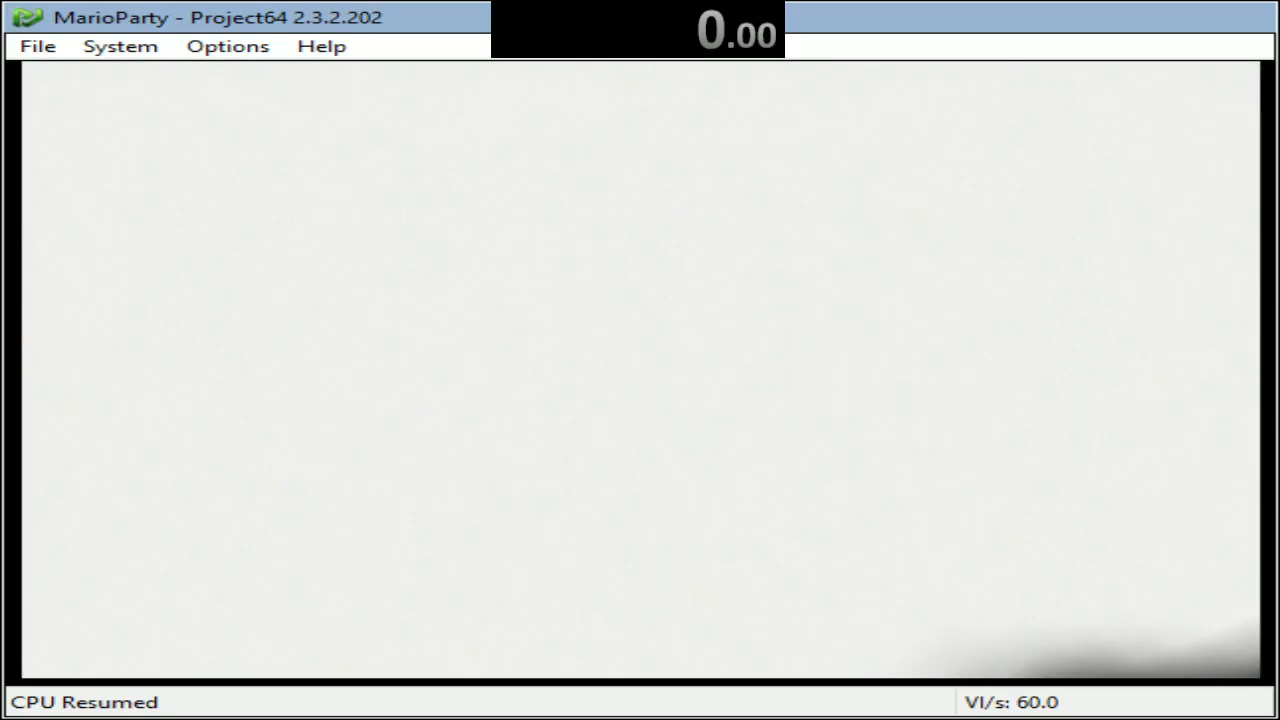 MarioParty - Project64 2.3.2.202
0.00
File System Options Help
CPU Resumed
VI/s: 60.0